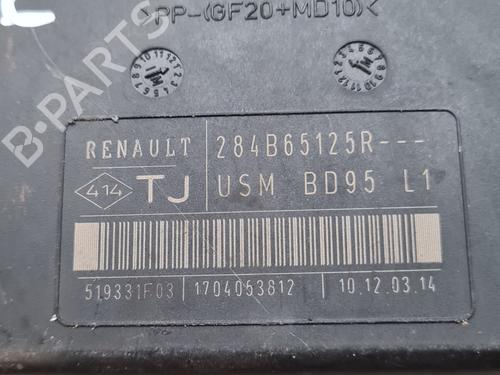 >PP-(GF20+MD10)<
B-PARTS
RENAULT 284B65125R---
414 TJ USM BD95 L1
519331F03 1704053812 10.12.03.14